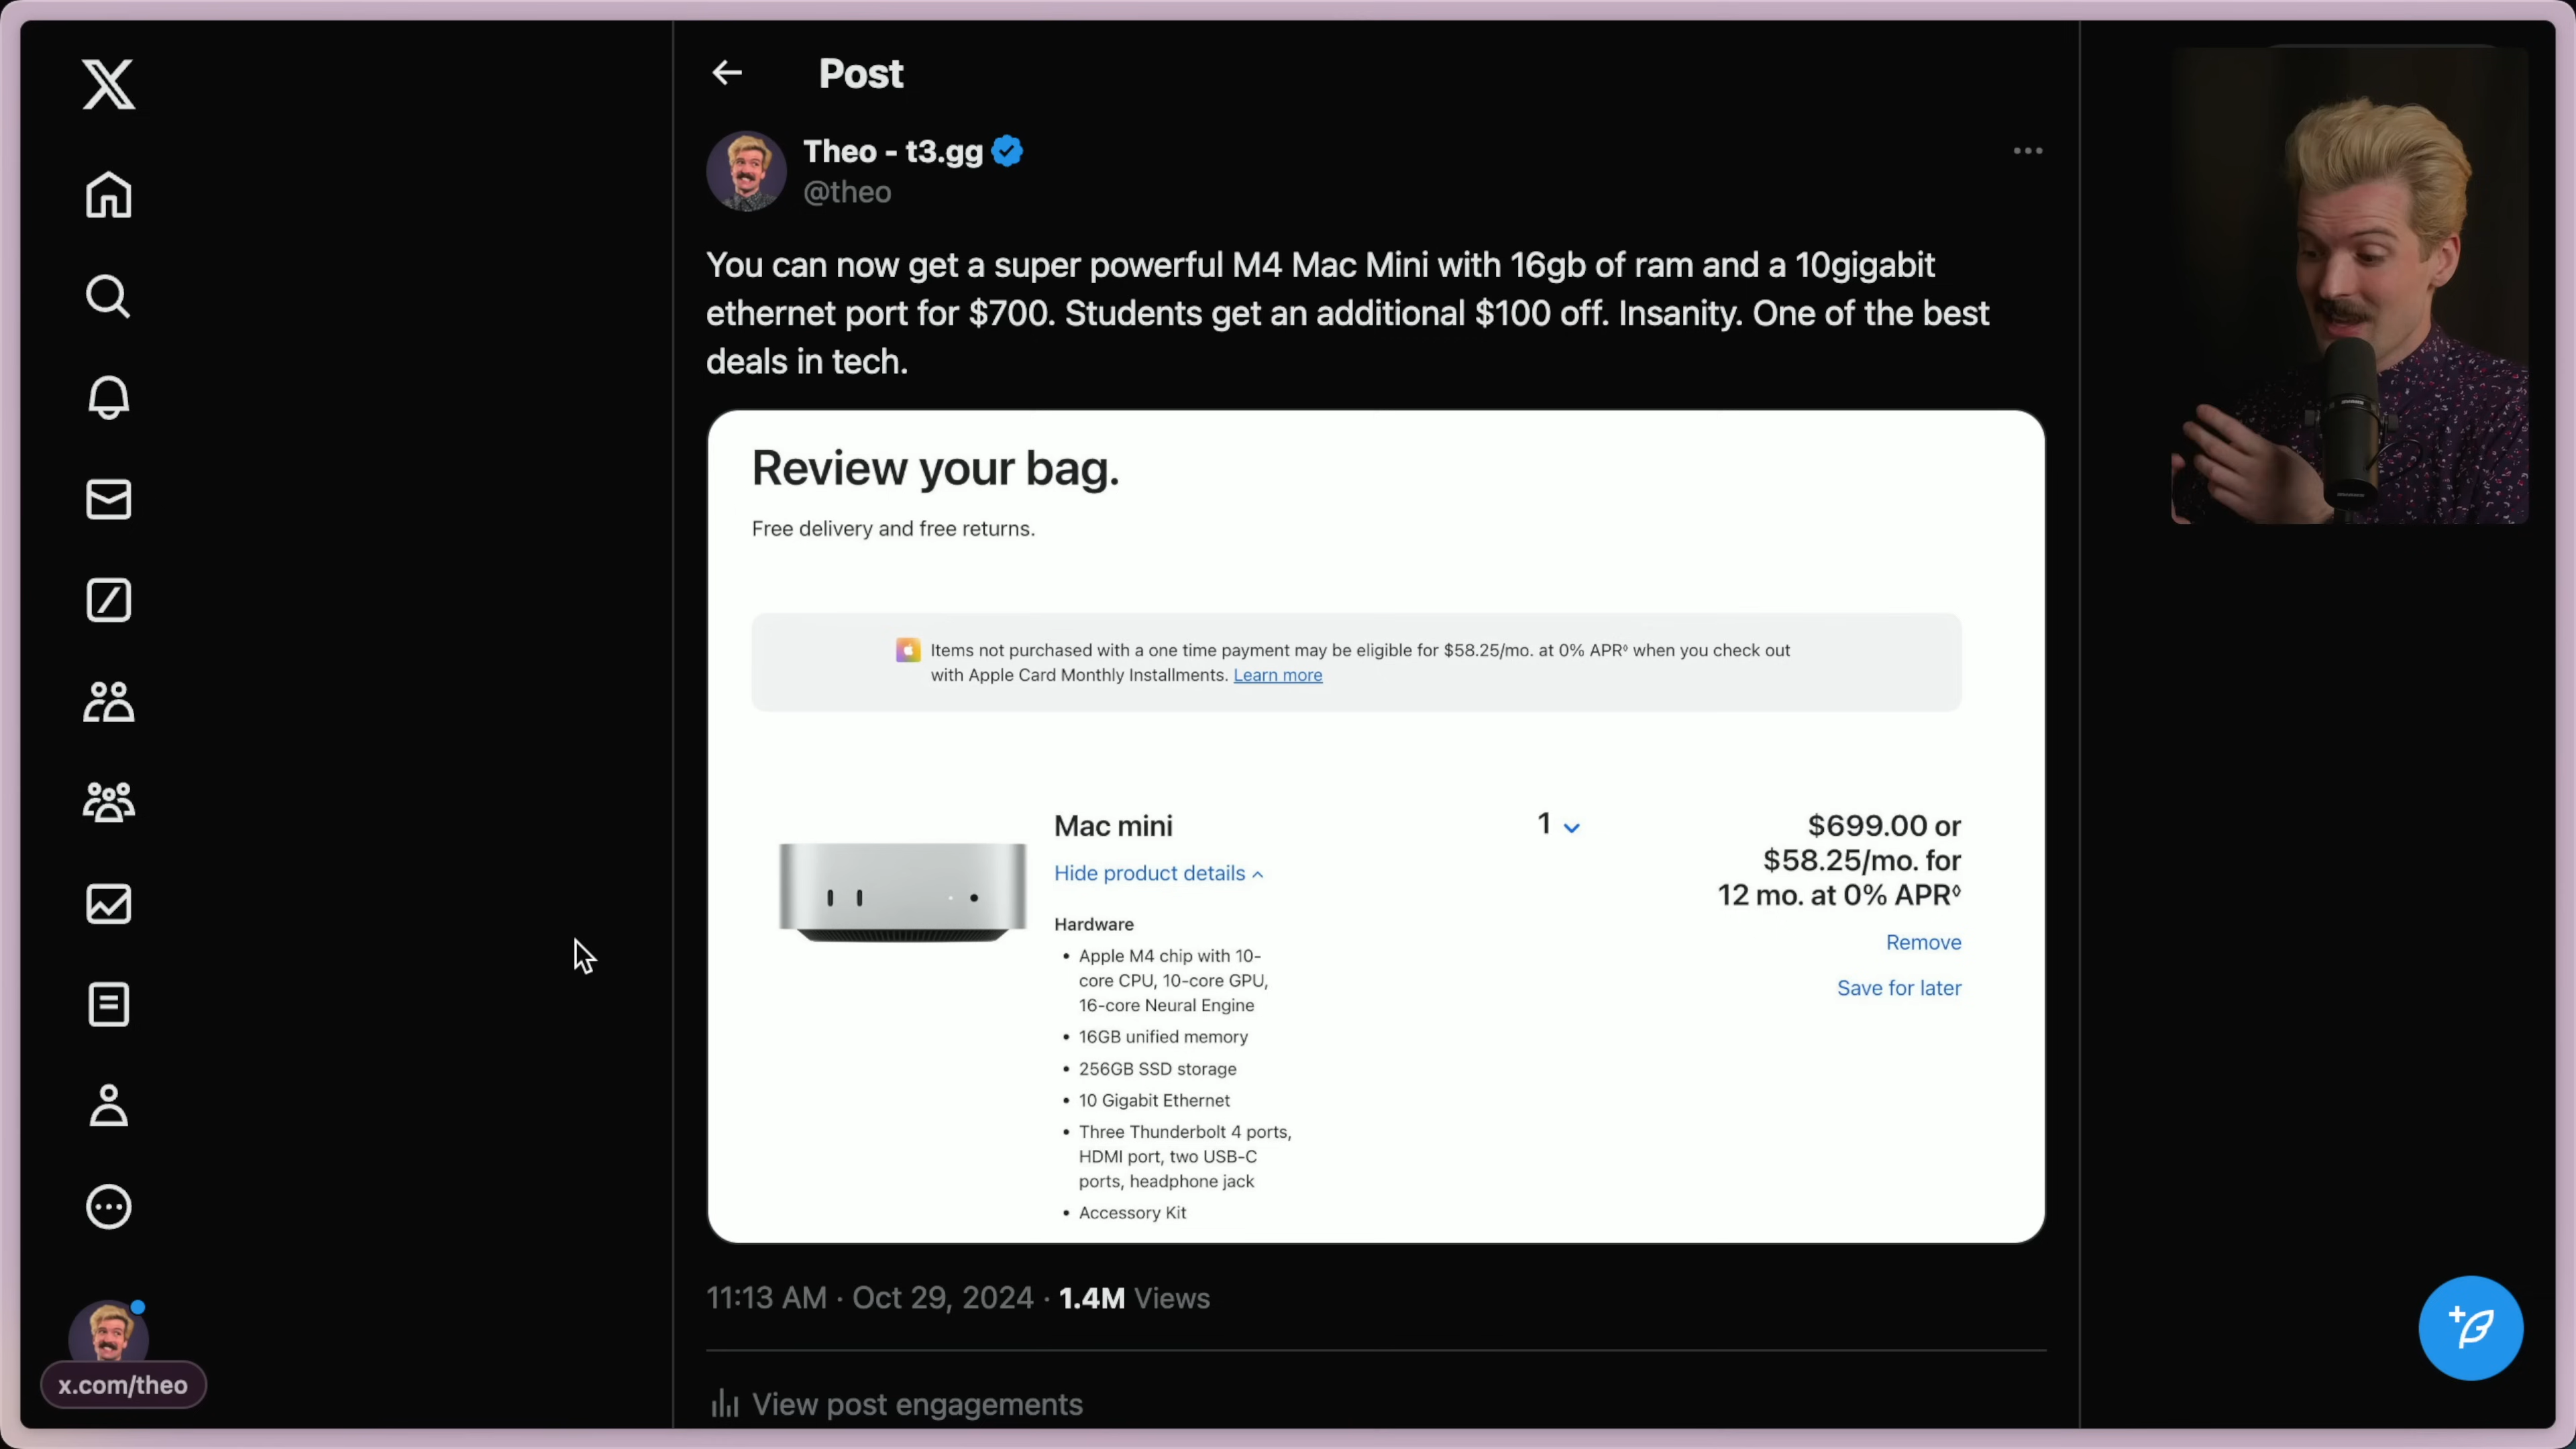 Post
Theo - t3.gg
@theo
You can now get a super powerful M4 Mac Mini with 16gb of ram and a 10gigabit
ethernet port for $700. Students get an additional $100 off. Insanity. One of the best
deals in tech.
Review your bag.
Free delivery and free returns.
Items not purchased with a one time payment may be eligible for $58.25/mo. at 0% APR◊ when you check out
with Apple Card Monthly Installments. Learn more
Mac mini
1
$699.00 or
$58.25/mo. for
12 mo. at 0% APR◊
Hide product details
Remove
Save for later
Hardware
• Apple M4 chip with 10-
core CPU, 10-core GPU,
16-core Neural Engine
• 16GB unified memory
• 256GB SSD storage
• 10 Gigabit Ethernet
• Three Thunderbolt 4 ports,
HDMI port, two USB-C
ports, headphone jack
• Accessory Kit
11:13 AM · Oct 29, 2024 · 1.4M Views
View post engagements
x.com/theo